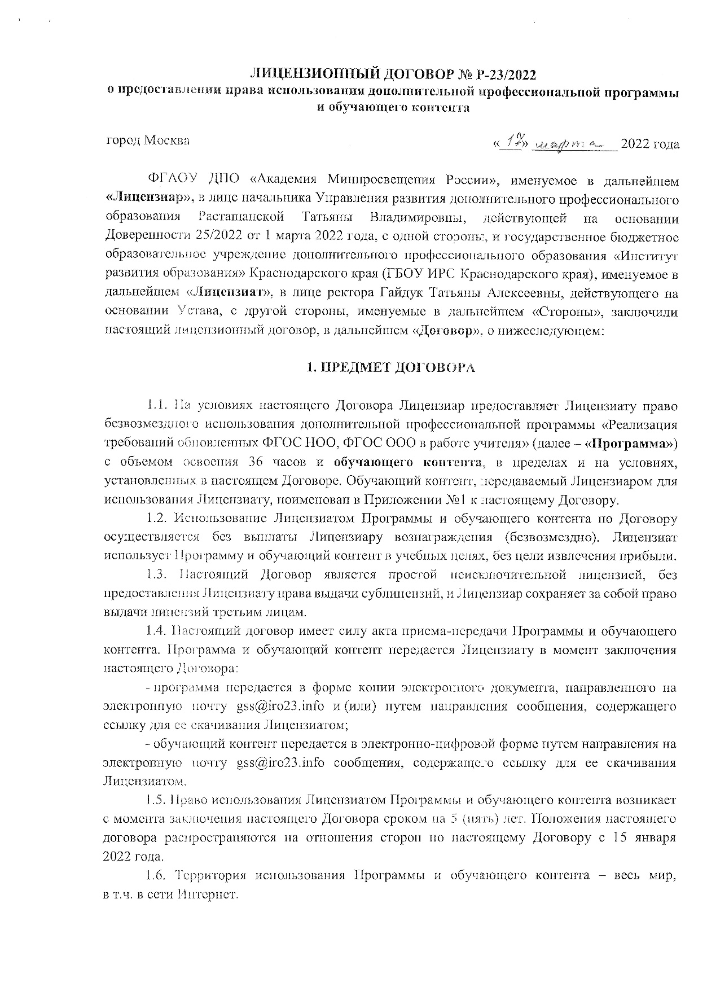 ЛИЦЕНЗИОННЫЙ ДОГОВОР № Р-23/2022
о предоставлении права использования дополнительной профессиональной программы
и обучающего контента
город Москва «17» марта 2022 года
ФГАОУ ДПО «Академия Минпросвещения России», именуемое в дальнейшем
«Лицензиар», в лице начальника Управления развития дополнительного профессионального
образования Расташанской Татьяны Владимировны, действующей на основании
Доверенности 25/2022 от 1 марта 2022 года, с одной стороны, и государственное бюджетное
образовательное учреждение дополнительного профессионального образования «Институт
развития образования» Краснодарского края (ГБОУ ИРС Краснодарского края), именуемое в
дальнейшем «Лицензиат», в лице ректора Гайдук Татьяны Алексеевны, действующего на
основании Устава, с другой стороны, именуемые в дальнейшем «Стороны», заключили
настоящий лицензионный договор, в дальнейшем «Договор», о нижеследующем:
1. ПРЕДМЕТ ДОГОВОРА
1.1. На условиях настоящего Договора Лицензиар предоставляет Лицензиату право
безвозмездного использования дополнительной профессиональной программы «Реализация
требований обновленных ФГОС НОО, ФГОС ООО в работе учителя» (далее – «Программа»)
с объемом освоения 36 часов и обучающего контента, в пределах и на условиях,
установленных в настоящем Договоре. Обучающий контент, передаваемый Лицензиаром для
использования Лицензиату, поименован в Приложении №1 к настоящему Договору.
1.2. Использование Лицензиатом Программы и обучающего контента по Договору
осуществляется без выплаты Лицензиару вознаграждения (безвозмездно). Лицензиат
использует Программу и обучающий контент в учебных целях, без цели извлечения прибыли.
1.3. Настоящий Договор является простой неисключительной лицензией, без
предоставления Лицензиату права выдачи сублицензий, и Лицензиар сохраняет за собой право
выдачи лицензий третьим лицам.
1.4. Настоящий договор имеет силу акта приема-передачи Программы и обучающего
контента. Программа и обучающий контент передается Лицензиату в момент заключения
настоящего Договора:
- программа передается в форме копии электронного документа, направленного на
электронную почту gss@iro23.info и (или) путем направления сообщения, содержащего
ссылку для ее скачивания Лицензиатом;
- обучающий контент передается в электронно-цифровой форме путем направления на
электронную почту gss@iro23.info сообщения, содержащего ссылку для ее скачивания
Лицензиатом.
1.5. Право использования Лицензиатом Программы и обучающего контента возникает
с момента заключения настоящего Договора сроком на 5 (пять) лет. Положения настоящего
договора распространяются на отношения сторон по настоящему Договору с 15 января
2022 года.
1.6. Территория использования Программы и обучающего контента – весь мир,
в т.ч. в сети Интернет.